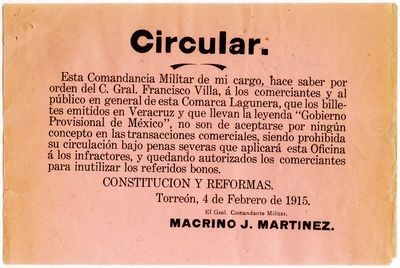 Circular.
Esta Comandancia Militar de mi cargo, hace saber por
orden del C. Gral. Francisco Villa, á los comerciantes y al
público en general de esta Comarca Lagunera, que los bille-
tes emitidos en Veracruz y que llevan la leyenda "Gobierno
Provisional de México", no son de aceptarse por ningún
concepto en las transacciones comerciales, siendo prohibida
su circulación bajo penas severas que aplicará esta Oficina
á los infractores, y quedando autorizados los comerciantes
para inutilizar los referidos bonos.
CONSTITUCION Y REFORMAS.
Torreón, 4 de Febrero de 1915.
El Gral. Comandante Militar.
MACRINO J. MARTINEZ.